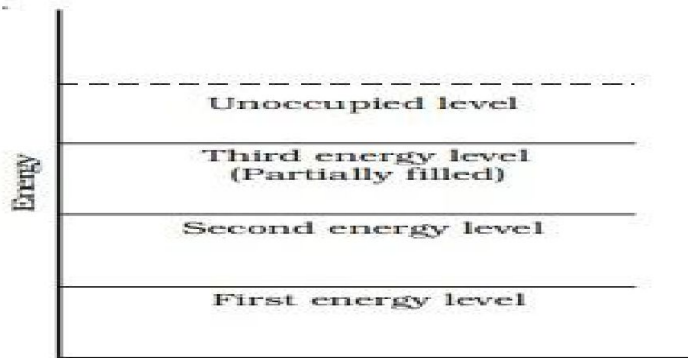 Energy
Unoccupied level
Third energy level
(Partially filled)
Second energy level
First energy level